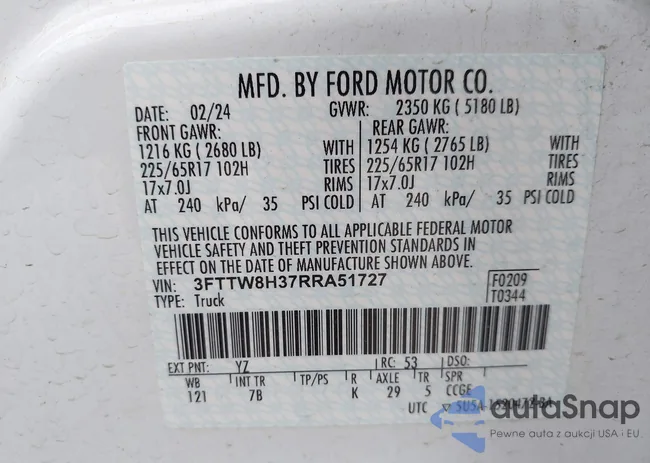 MFD. BY FORD MOTOR CO.
DATE: 02/24 GVWR: 2350 KG ( 5180 LB)
FRONT GAWR: REAR GAWR:
1216 KG ( 2680 LB) WITH 1254 KG ( 2765 LB) WITH
225/65R17 102H TIRES 225/65R17 102H TIRES
17x7.0J RIMS 17x7.0J RIMS
AT 240 kPa/ 35 PSI COLD AT 240 kPa/ 35 PSI COLD
THIS VEHICLE CONFORMS TO ALL APPLICABLE FEDERAL MOTOR
VEHICLE SAFETY AND THEFT PREVENTION STANDARDS IN
EFFECT ON THE DATE OF MANUFACTURE SHOWN ABOVE.
VIN: 3FTTW8H37RRA51727 F0209
TYPE: Truck T0344
EXT PNT: YZ RC: 53 DSO:
WB INT TR TP/PS R AXLE TR SPR
121 7B K 29 5 CCGE
UTC
autoSnap
Pewne auta z aukcji USA i EU